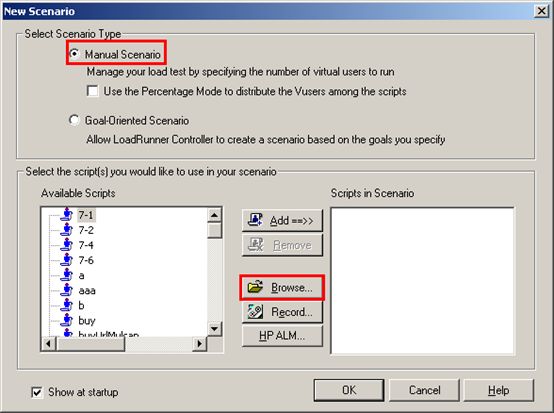 New Scenario
Select Scenario Type
Manual Scenario
Manage your load test by specifying the number of virtual users to run
Use the Percentage Mode to distribute the Vusers among the scripts
Goal-Oriented Scenario
Allow LoadRunner Controller to create a scenario based on the goals you specify
Select the script(s) you would like to use in your scenario
Available Scripts
Scripts in Scenario
7-1
7-2
7-4
7-6
a
aaa
b
buy
buyUrlMulcap
Add ==>>
Remove
Browse...
Record...
HP ALM...
Show at startup
OK
Cancel
Help